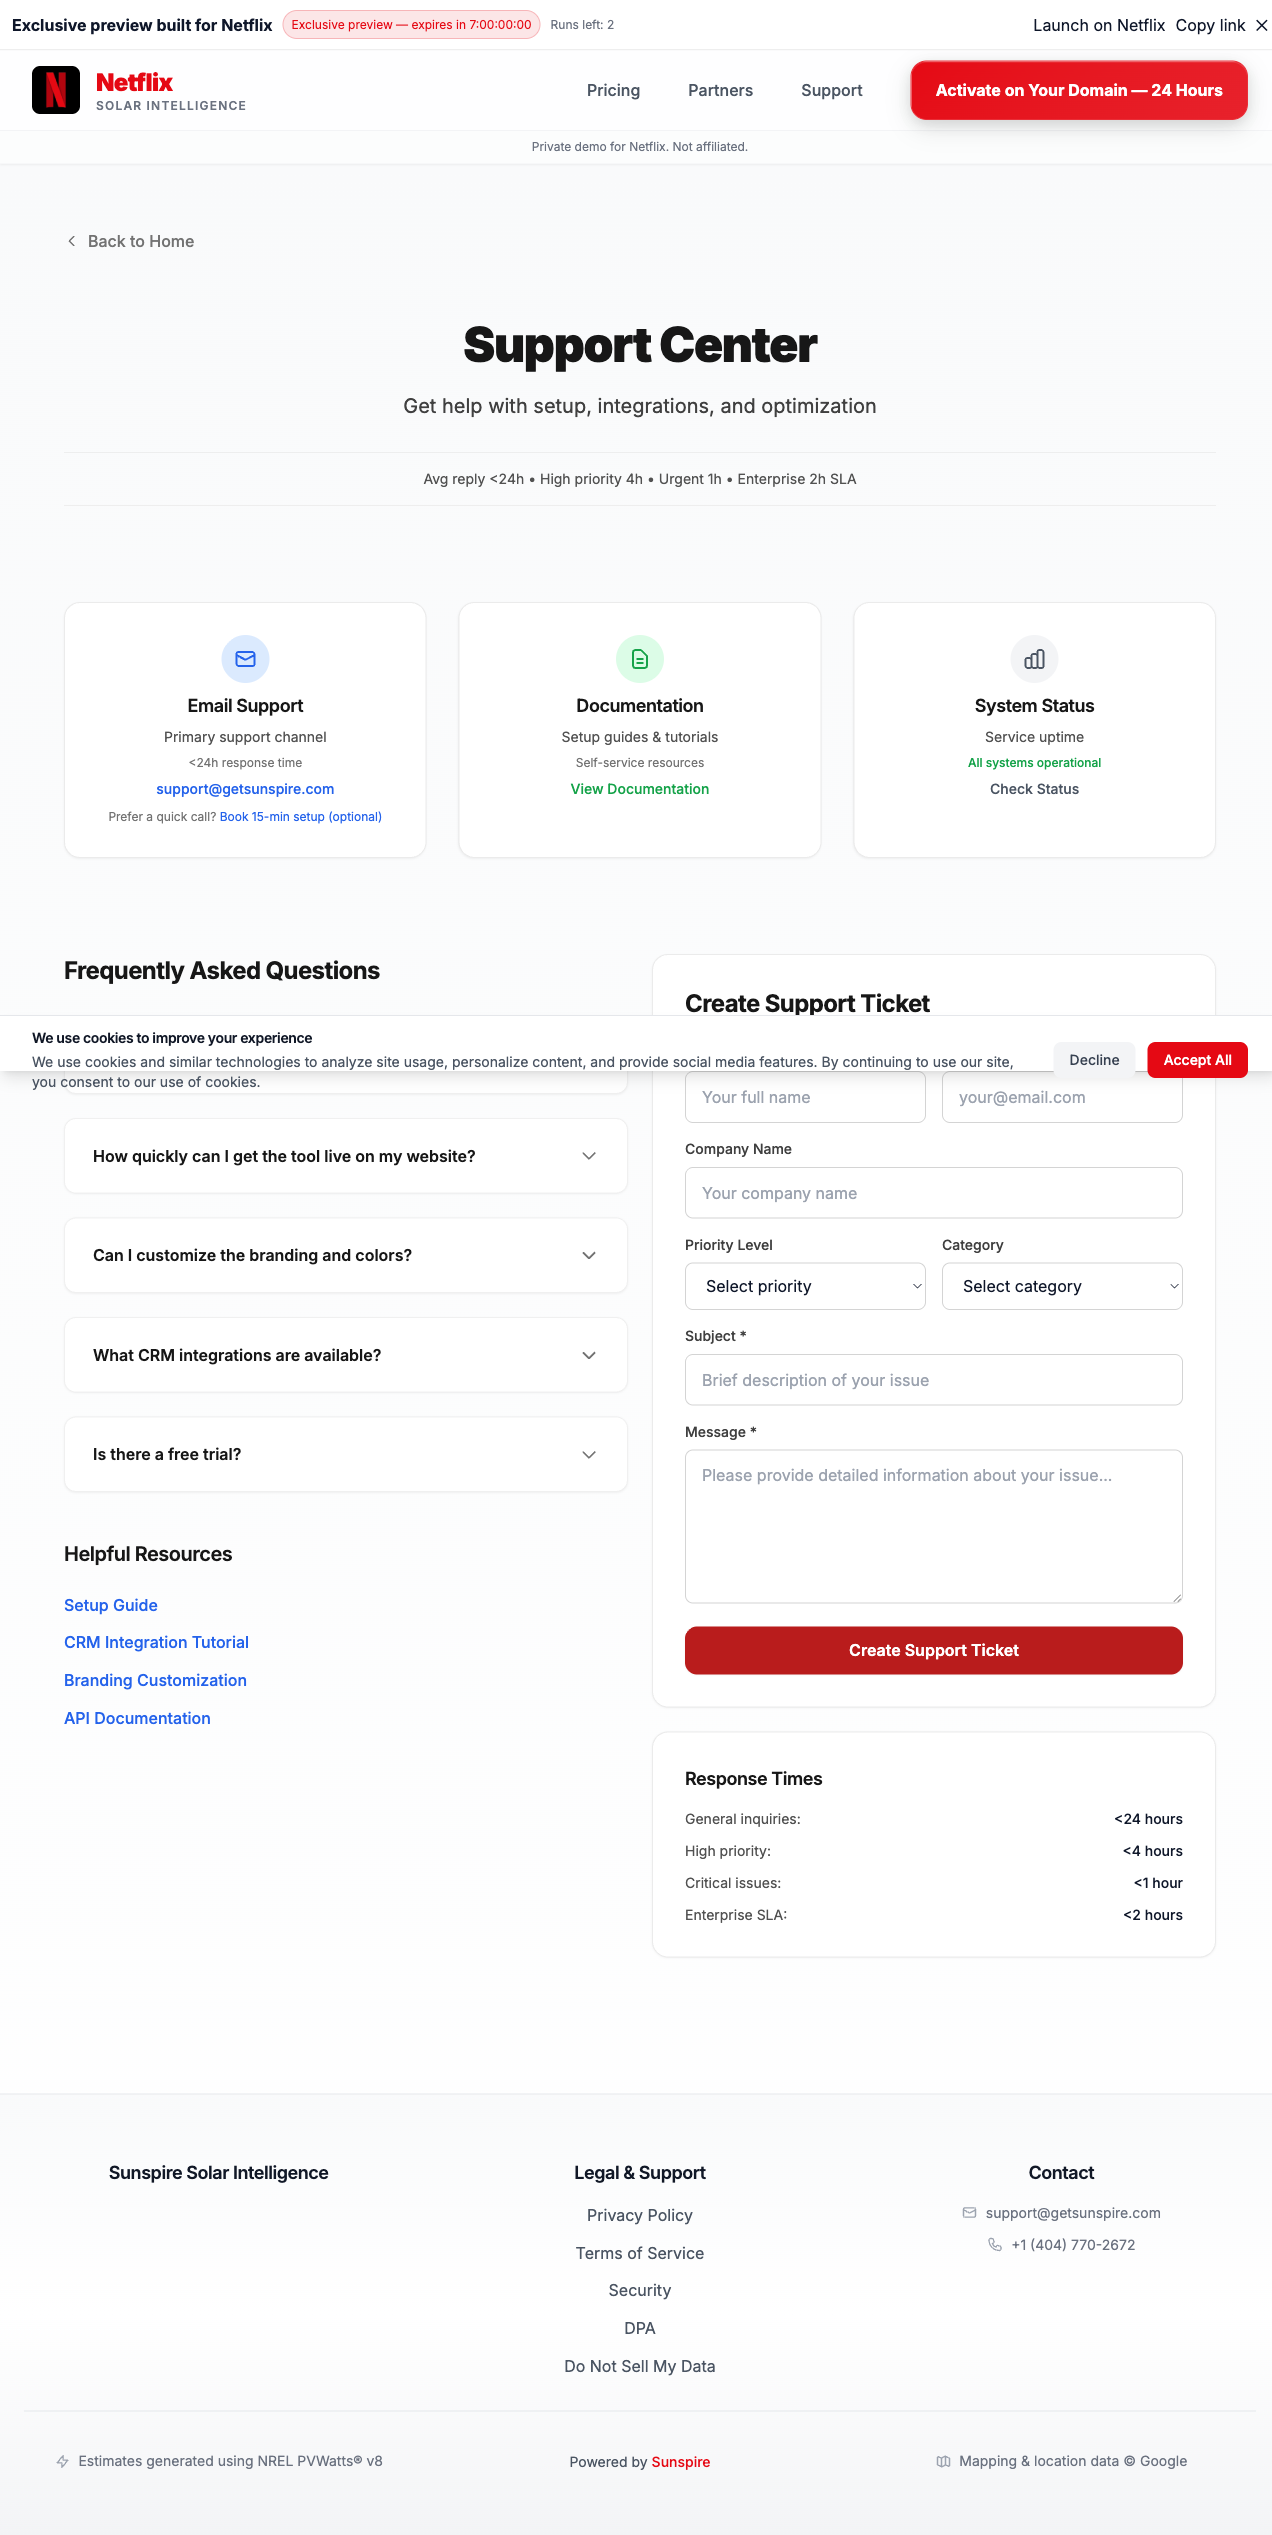 Exclusive preview built for Netflix
Exclusive preview — expires in 7:00:00:00
Runs left: 2
Launch on Netflix
Copy link
Netflix
SOLAR INTELLIGENCE
Pricing
Partners
Support
Activate on Your Domain — 24 Hours
Private demo for Netflix. Not affiliated.
Back to Home
Support Center
Get help with setup, integrations, and optimization
Avg reply <24h • High priority 4h • Urgent 1h • Enterprise 2h SLA
Email Support
Primary support channel
<24h response time
support@getsunspire.com
Prefer a quick call? Book 15-min setup (optional)
Documentation
Setup guides & tutorials
Self-service resources
View Documentation
System Status
Service uptime
All systems operational
Check Status
Frequently Asked Questions
Create Support Ticket
We use cookies to improve your experience
We use cookies and similar technologies to analyze site usage, personalize content, and provide social media features. By continuing to use our site,
you consent to our use of cookies.
Decline
Accept All
How quickly can I get the tool live on my website?
Can I customize the branding and colors?
What CRM integrations are available?
Is there a free trial?
Helpful Resources
Setup Guide
CRM Integration Tutorial
Branding Customization
API Documentation
Your full name
your@email.com
Company Name
Your company name
Priority Level
Category
Select priority
Select category
Subject *
Brief description of your issue
Message *
Please provide detailed information about your issue...
Create Support Ticket
Response Times
General inquiries: <24 hours
High priority: <4 hours
Critical issues: <1 hour
Enterprise SLA: <2 hours
Sunspire Solar Intelligence
Legal & Support
Privacy Policy
Terms of Service
Security
DPA
Do Not Sell My Data
Contact
support@getsunspire.com
+1 (404) 770-2672
Estimates generated using NREL PVWatts® v8
Powered by Sunspire
Mapping & location data © Google